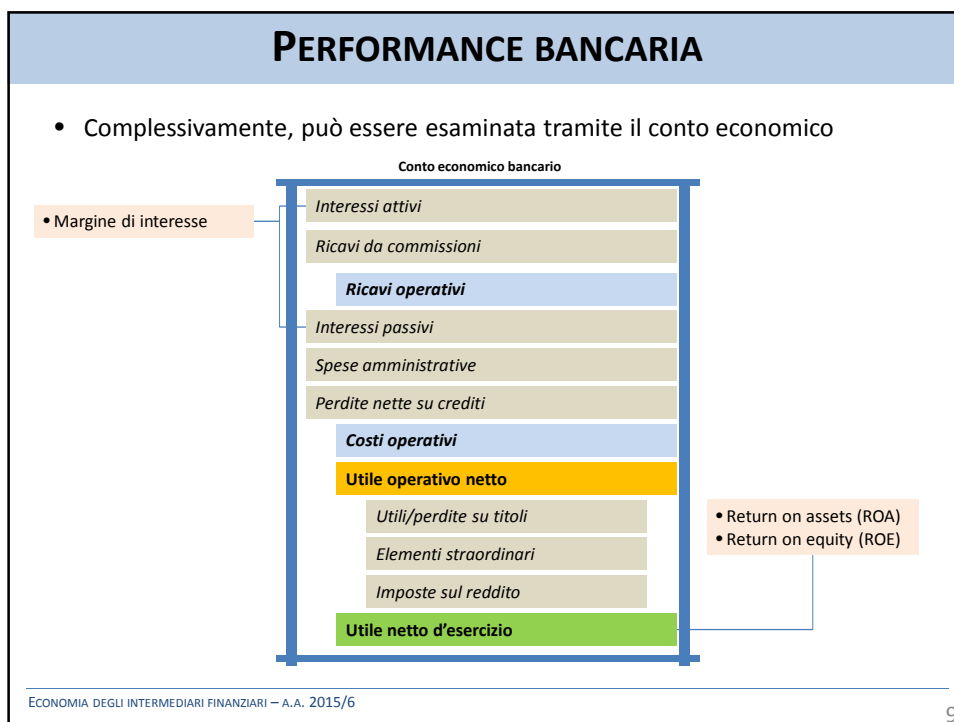 PERFORMANCE BANCARIA
• Complessivamente, può essere esaminata tramite il conto economico
Conto economico bancario
Interessi attivi
• Margine di interesse
Ricavi da commissioni
Ricavi operativi
Interessi passivi
Spese amministrative
Perdite nette su crediti
Costi operativi
Utile operativo netto
Utili/perdite su titoli
• Return on assets (ROA)
• Return on equity (ROE)
Elementi straordinari
Imposte sul reddito
Utile netto d'esercizio
ECONOMIA DEGLI INTERMEDIARI FINANZIARI – A.A. 2015/6
9